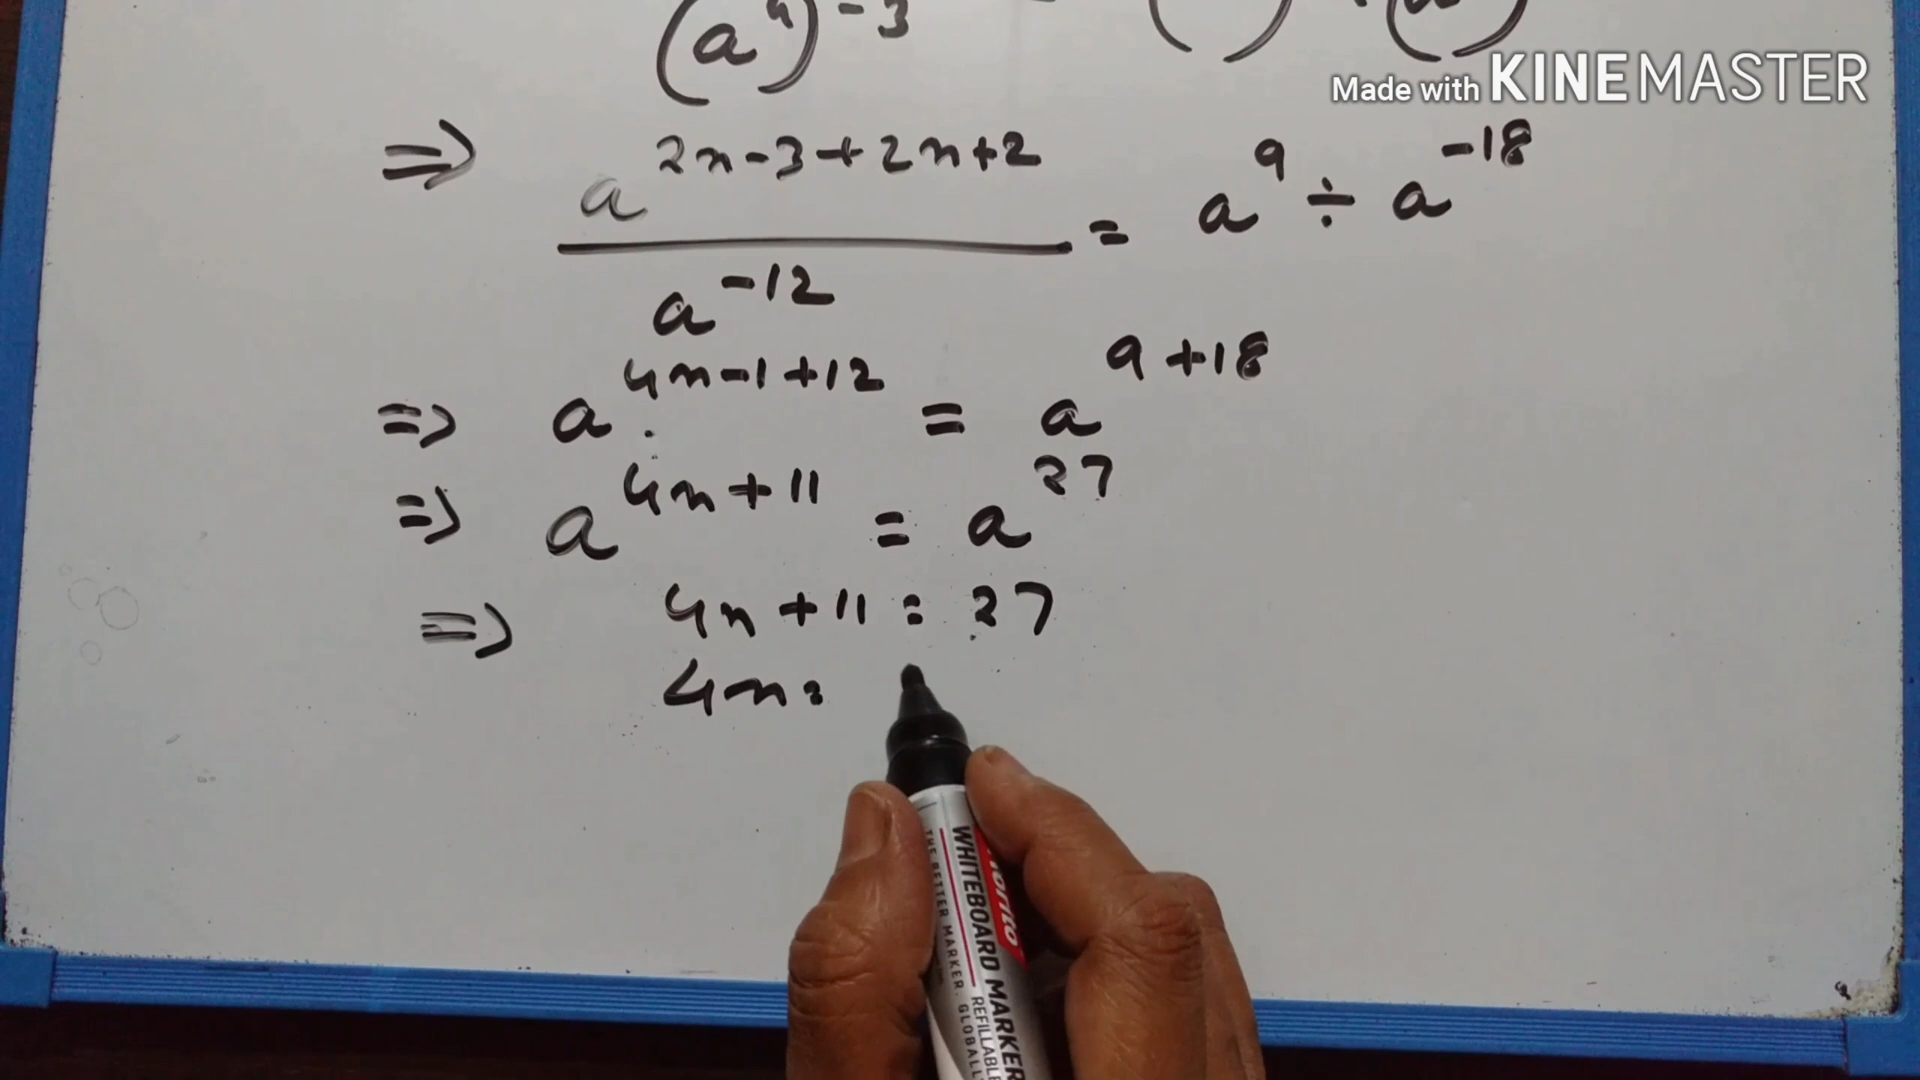 (a⁴)⁻³ = ( ) ÷ ( )
Made with KINEMASTER
⇒ a^(2n-3+2n+2) / a^(-12) = a^9 ÷ a^(-18)
⇒ a^(4n-1+12) = a^(9+18)
⇒ a^(4n+11) = a^27
⇒ 4n+11 = 27
4n =
WHITEBOARD MARKER
THE BETTER MARKER.
REFILLABLE